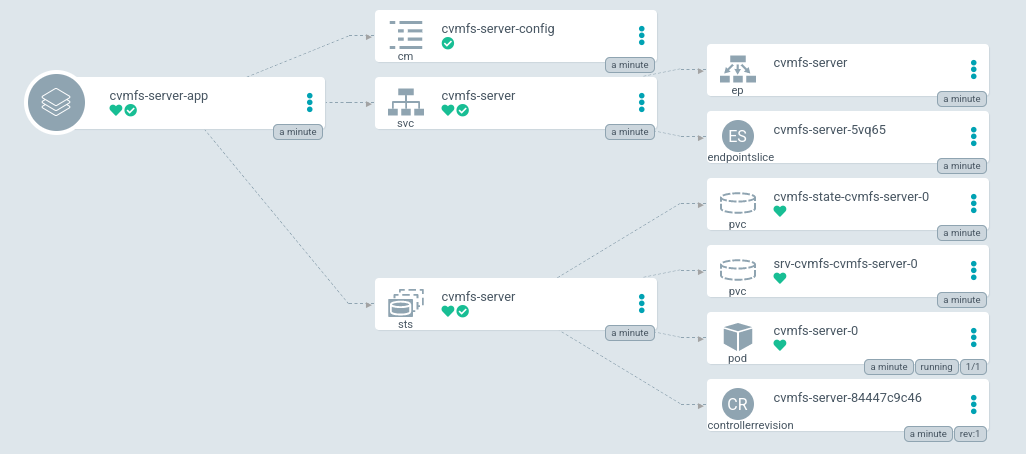 cvmfs-server-app
a minute
cvmfs-server-config
cm
a minute
cvmfs-server
svc
a minute
cvmfs-server
sts
a minute
cvmfs-server
ep
a minute
ES
cvmfs-server-5vq65
endpointslice
a minute
cvmfs-state-cvmfs-server-0
pvc
a minute
srv-cvmfs-cvmfs-server-0
pvc
a minute
cvmfs-server-0
pod
a minute running 1/1
CR
cvmfs-server-84447c9c46
controllerrevision
a minute rev:1